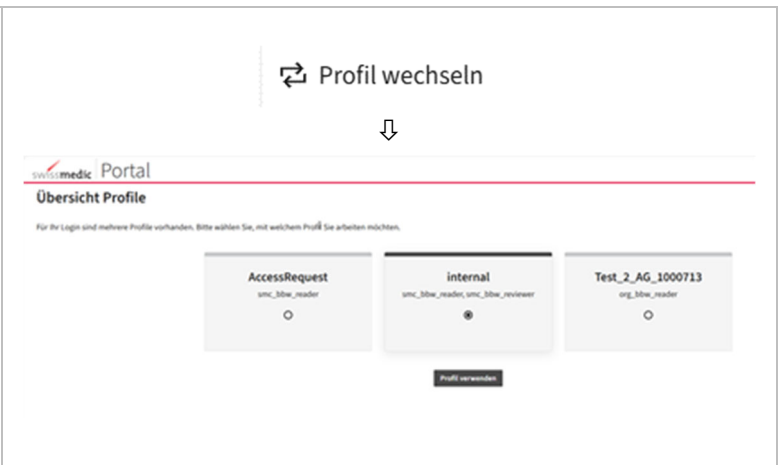 Profil wechseln
swissmedic Portal
Übersicht Profile
Für Ihr Login sind mehrere Profile vorhanden. Bitte wählen Sie, mit welchem Profil Sie arbeiten möchten.
AccessRequest internal Test_2_AG_1000713
smc_bbw_reader smc_bbw_reader, smc_bbw_reviewer org_bbw_reader
Profil verwenden